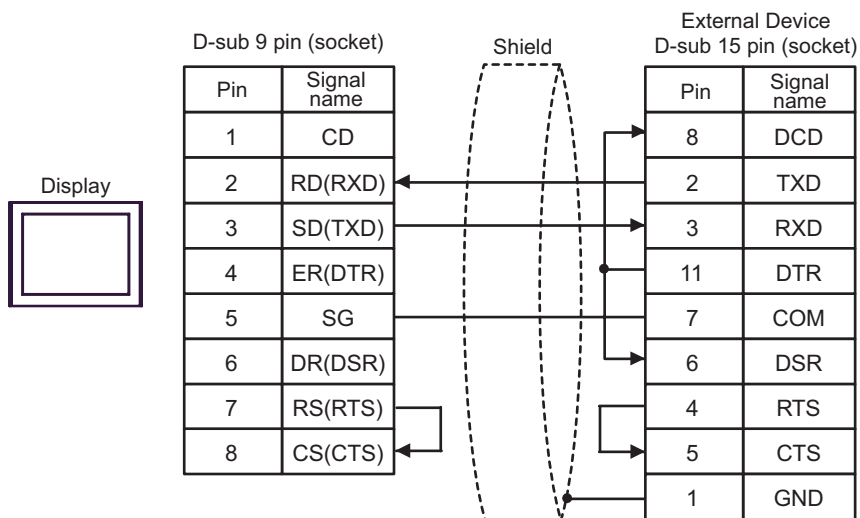 External Device
D-sub 9 pin (socket) Shield D-sub 15 pin (socket)
Pin Signal name Pin Signal name
1 CD 8 DCD
Display 2 RD(RXD) 2 TXD
3 SD(TXD) 3 RXD
4 ER(DTR) 11 DTR
5 SG 7 COM
6 DR(DSR) 6 DSR
7 RS(RTS) 4 RTS
8 CS(CTS) 5 CTS
1 GND